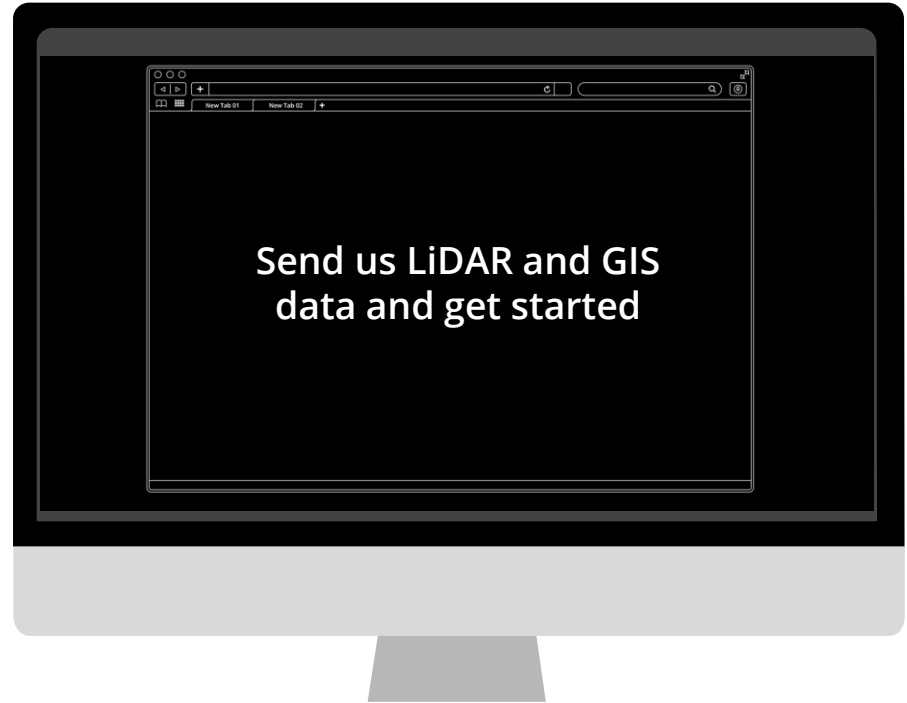 New Tab 01 New Tab 02
Send us LiDAR and GIS
data and get started